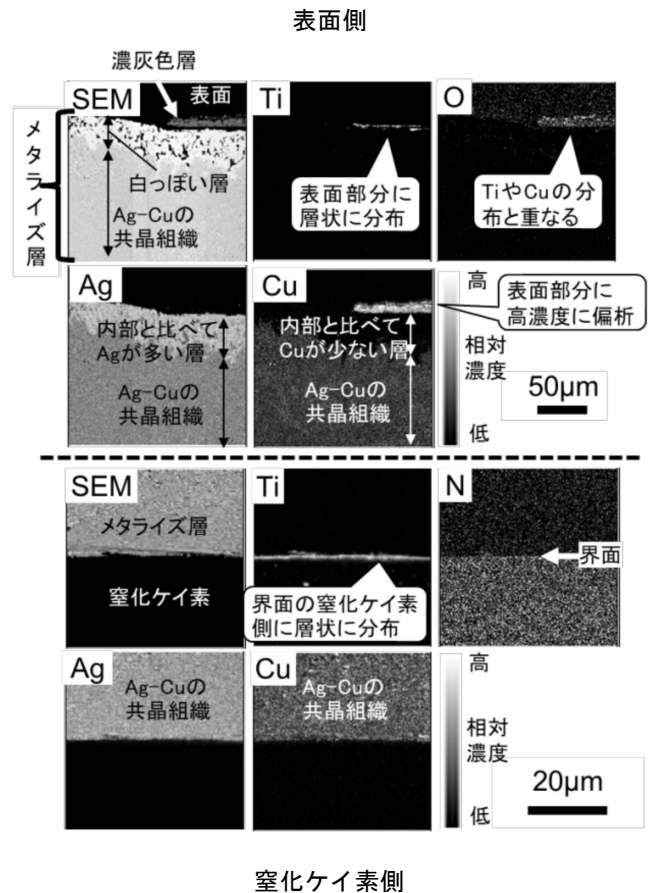 表面側
濃灰色層
SEM
表面
Ti
O
メタライズ層
白っぽい層
Ag-Cuの
共晶組織
表面部分に
層状に分布
TiやCuの分
布と重なる
Ag
Cu
高
表面部分に
高濃度に偏析
内部と比べて
Agが多い層
内部と比べて
Cuが少ない層
相対
濃度
50μm
Ag-Cuの
共晶組織
Ag-Cuの
共晶組織
低
SEM
Ti
N
メタライズ層
界面
窒化ケイ素
界面の窒化ケイ素
側に層状に分布
Ag
Cu
高
Ag-Cuの
共晶組織
Ag-Cuの
共晶組織
相対
濃度
20μm
低
窒化ケイ素側